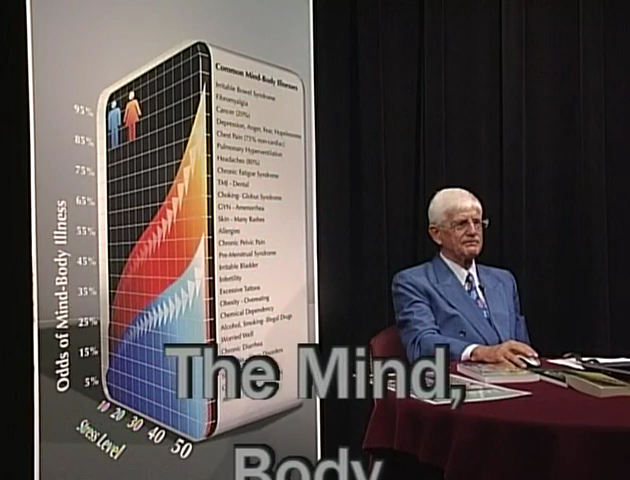 Common Mind-Body Illnesses
Irritable Bowel Syndrome
Fibromyalgia
Cancer (20%)
Depression, Anger, Fear, Hopelessness
Chest Pain (75% non-cardiac)
Pulmonary Hyperventilation
Headaches (80%)
Chronic Fatigue Syndrome
TMJ - Dental
Choking- Globus Syndrome
GYN - Amenorrhea
Skin - Many Rashes
Allergies
Chronic Pelvic Pain
Pre-Menstrual Syndrome
Irritable Bladder
Infertility
Excessive Tattoos
Obesity - Overeating
Chemical Dependency
Alcohol, Smoking- Illegal Drugs
Worried Well
Chronic Diarrhea
Disorders
95%
85%
75%
65%
55%
45%
35%
25%
15%
5%
Odds of Mind-Body Illness
10 20 30 40 50
Stress Level
The Mind,
Body